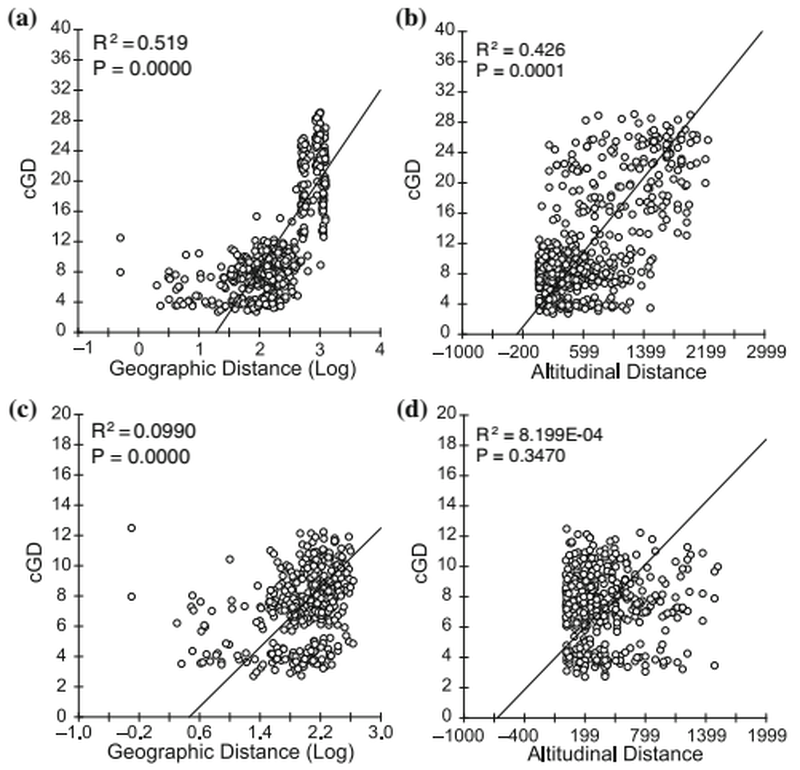 (a)
R² = 0.519
P = 0.0000
cGD
40
36
32
28
24
20
16
12
8
4
0
–1 0 1 2 3 4
Geographic Distance (Log)
(b)
R² = 0.426
P = 0.0001
cGD
40
36
32
28
24
20
16
12
8
4
0
–1000 –200 599 1399 2199 2999
Altitudinal Distance
(c)
R² = 0.0990
P = 0.0000
cGD
20
18
16
14
12
10
8
6
4
2
0
–1.0 –0.2 0.6 1.4 2.2 3.0
Geographic Distance (Log)
(d)
R² = 8.199E-04
P = 0.3470
cGD
20
18
16
14
12
10
8
6
4
2
0
–1000 –400 199 799 1399 1999
Altitudinal Distance